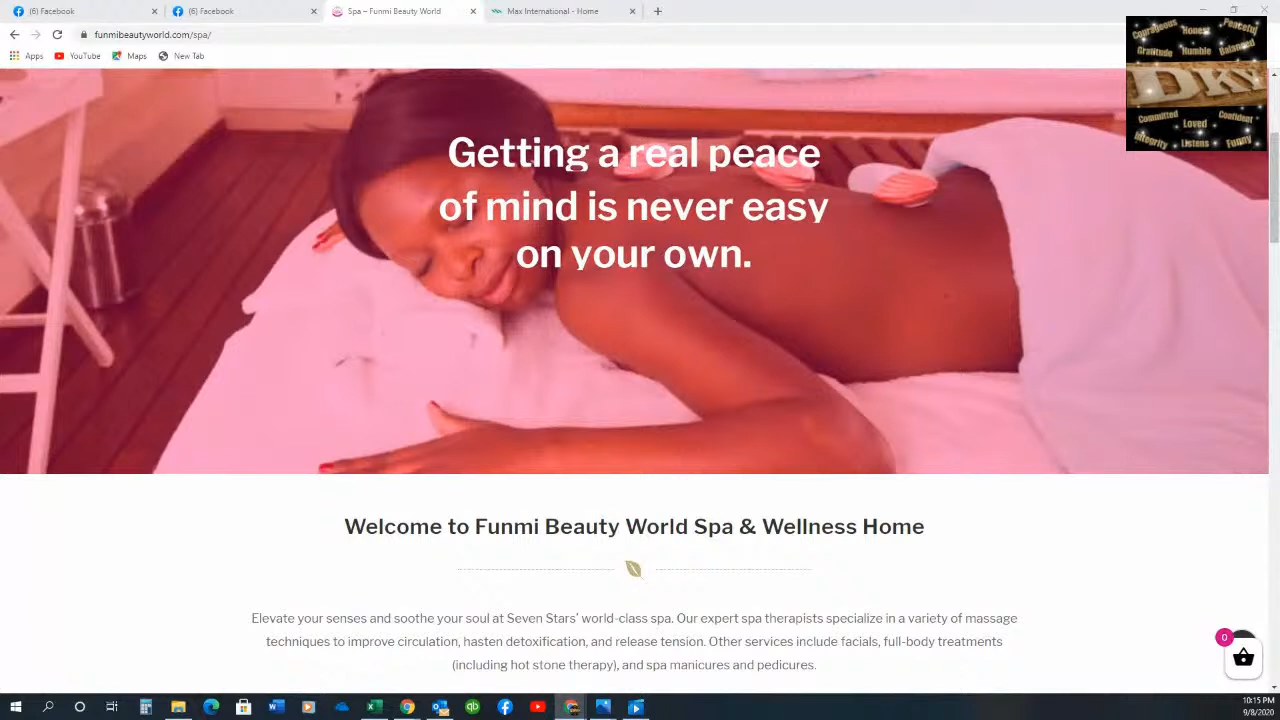 (6) Facebook
(6) Facebook
Spa – Funmi Beauty World
Max International - Home
funmibeautyworld.com/spa/
Apps
YouTube
Maps
New Tab
Courageous
Honest
Peaceful
Gratitude
Humble
Balanced
DKY
Committed
Loved
Confident
Integrity
Listens
Funny
Getting a real peace
of mind is never easy
on your own.
Welcome to Funmi Beauty World Spa & Wellness Home
Elevate your senses and soothe your soul at Seven Stars’ world-class spa. Our expert spa therapists specialize in a variety of massage
techniques to improve circulation, hasten detoxification, and release tension. Other services include facials, full-body treatments
(including hot stone therapy), and spa manicures and pedicures.
0
10:15 PM
9/8/2020